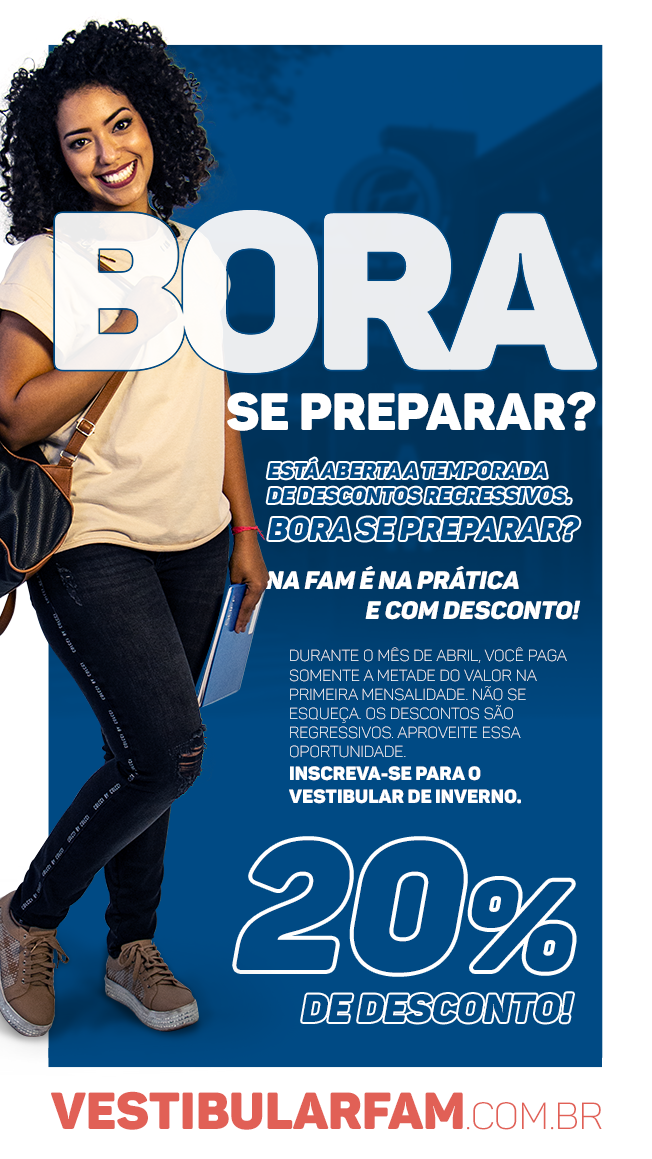 BORA
SE PREPARAR?
ESTÁ ABERTA A TEMPORADA
DE DESCONTOS REGRESSIVOS.
BORA SE PREPARAR?
NA FAM É NA PRÁTICA
E COM DESCONTO!
DURANTE O MÊS DE ABRIL, VOCÊ PAGA
SOMENTE A METADE DO VALOR NA
PRIMEIRA MENSALIDADE. NÃO SE
ESQUEÇA. OS DESCONTOS SÃO
REGRESSIVOS. APROVEITE ESSA
OPORTUNIDADE.
INSCREVA-SE PARA O
VESTIBULAR DE INVERNO.
20%
DE DESCONTO!
VESTIBULARFAM.COM.BR